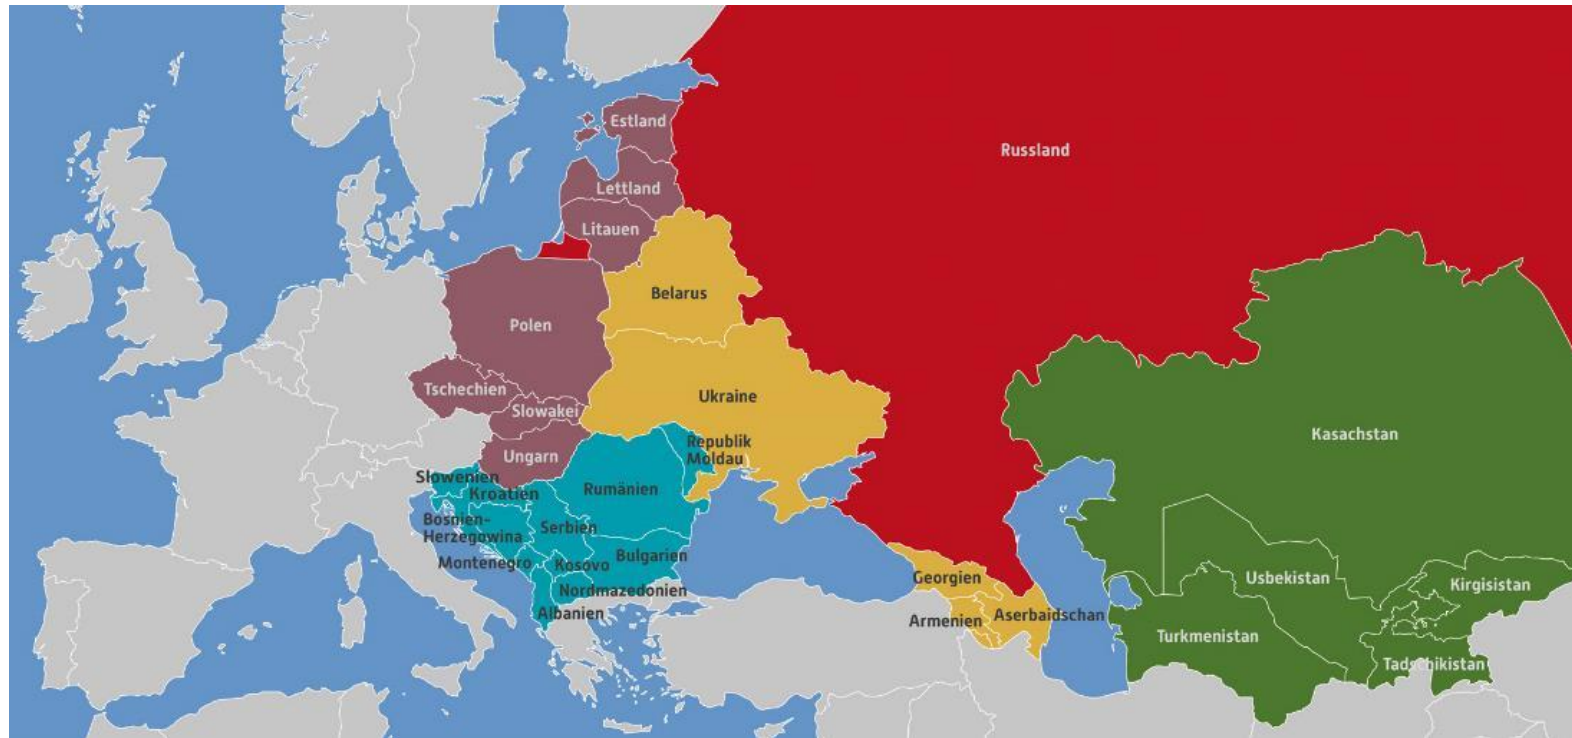 Estland
Russland
Lettland
Litauen
Belarus
Polen
Tschechien
Ukraine
Slowakei
Kasachstan
Republik
Moldau
Ungarn
Slowenien
Kroatien
Rumänien
Bosnien-
Herzegowina
Serbien
Montenegro
Kosovo
Bulgarien
Nordmazedonien
Albanien
Georgien
Armenien
Aserbaidschan
Usbekistan
Kirgisistan
Turkmenistan
Tadschikistan